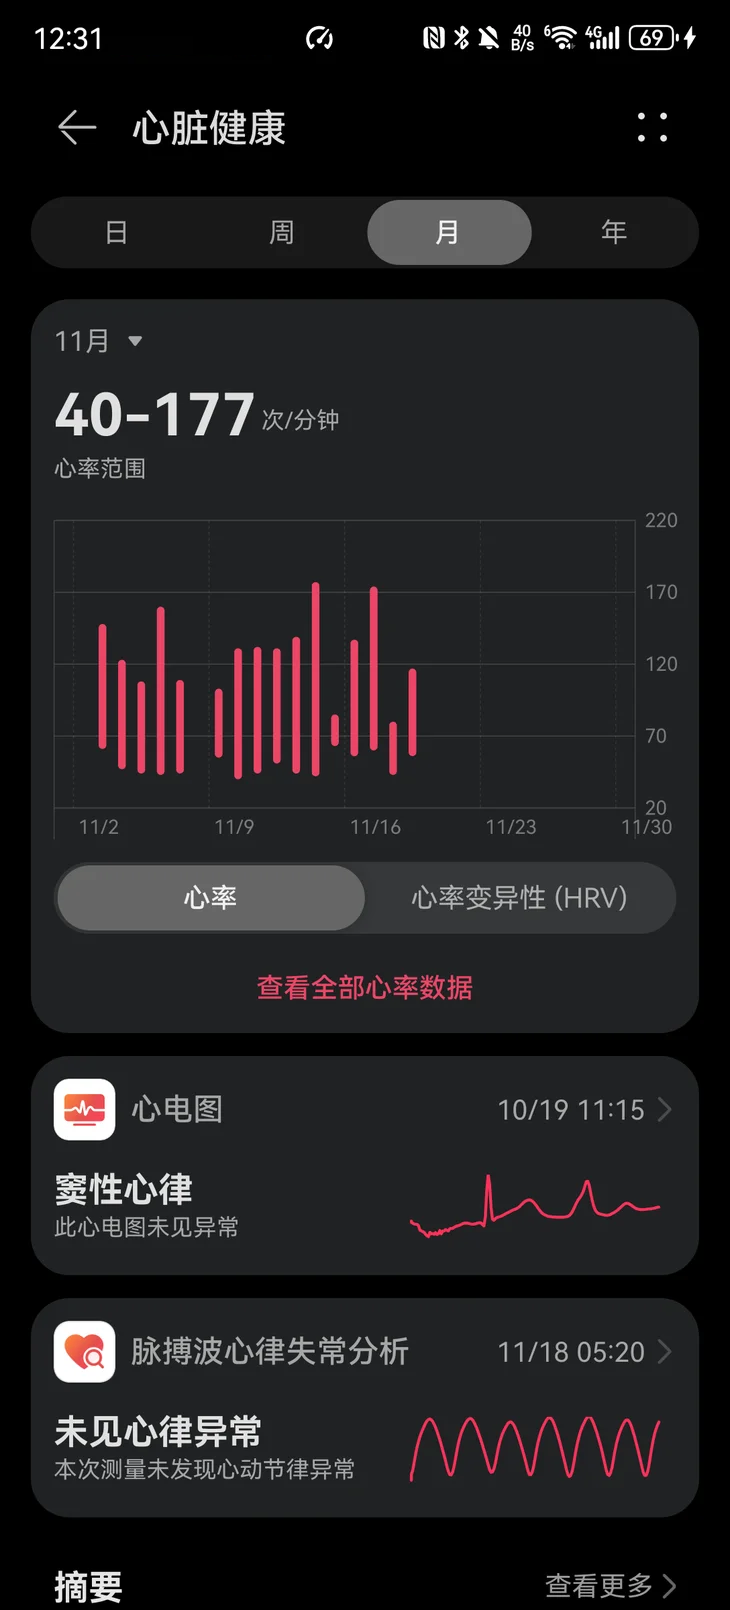 12:31
40 B/s 6 4G 69
心脏健康
日 周 月 年
11月
40-177 次/分钟
心率范围
220
170
120
70
20
11/2 11/9 11/16 11/23 11/30
心率 心率变异性 (HRV)
查看全部心率数据
心电图 10/19 11:15
窦性心律
此心电图未见异常
脉搏波心律失常分析 11/18 05:20
未见心律异常
本次测量未发现心动节律异常
摘要 查看更多